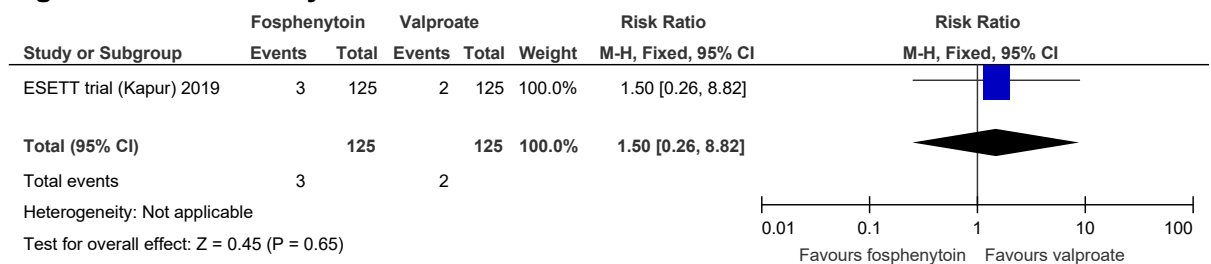 Fosphenytoin Valproate Risk Ratio Risk Ratio
Study or Subgroup Events Total Events Total Weight M-H, Fixed, 95% CI M-H, Fixed, 95% CI
ESETT trial (Kapur) 2019 3 125 2 125 100.0% 1.50 [0.26, 8.82]
Total (95% CI) 125 125 100.0% 1.50 [0.26, 8.82]
Total events 3 2
Heterogeneity: Not applicable
Test for overall effect: Z = 0.45 (P = 0.65)
0.01 0.1 1 10 100
Favours fosphenytoin Favours valproate